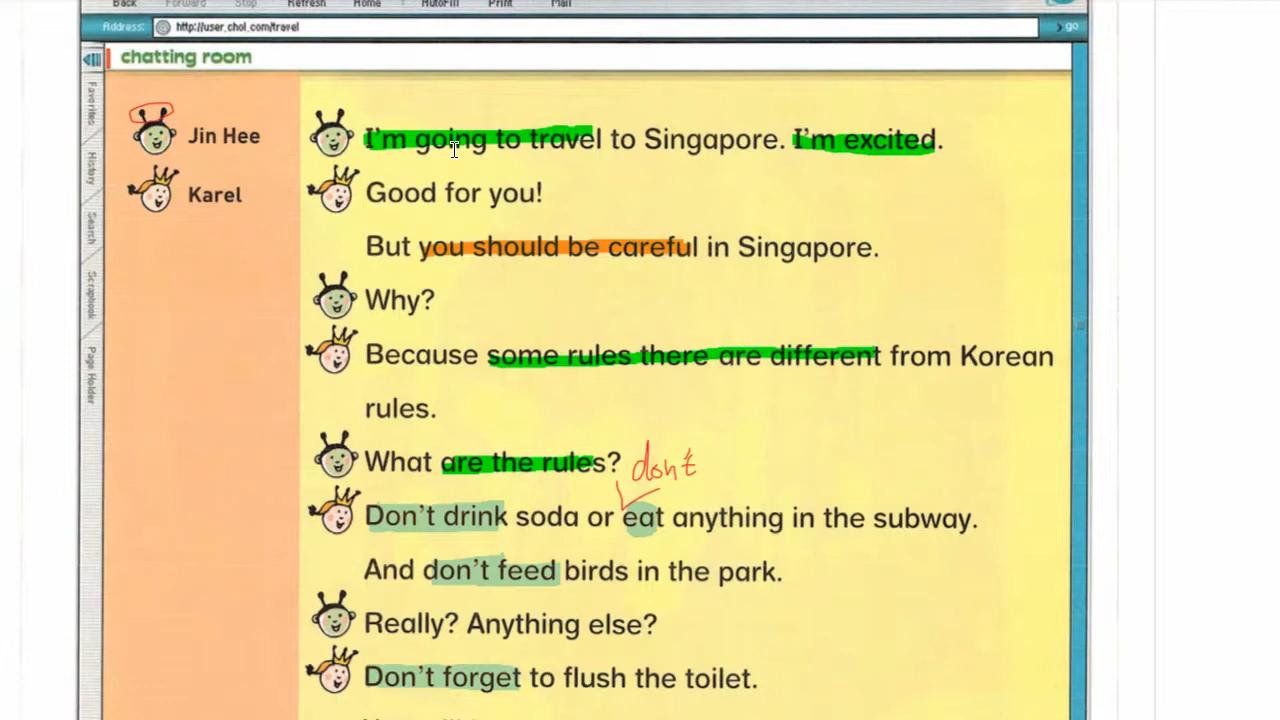 Back Forward Stop Refresh Home AutoFill Print Mail
Address: http://user.chol.com/travel go
chatting room
Favorites
History
Search
Scrapbook
Page Holder
Jin Hee
Karel
I'm going to travel to Singapore. I'm excited.
Good for you!
But you should be careful in Singapore.
Why?
Because some rules there are different from Korean
rules.
What are the rules?
don't
Don't drink soda or eat anything in the subway.
And don't feed birds in the park.
Really? Anything else?
Don't forget to flush the toilet.